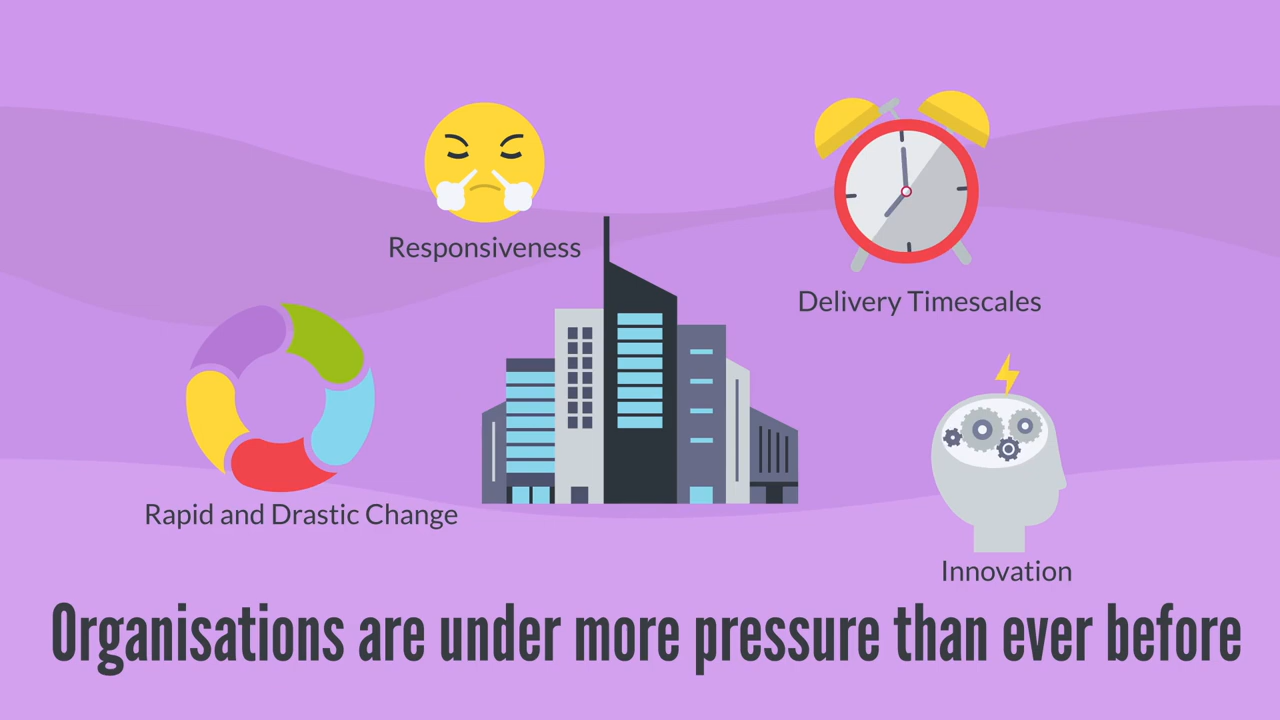 Responsiveness
Delivery Timescales
Rapid and Drastic Change
Innovation
Organisations are under more pressure than ever before